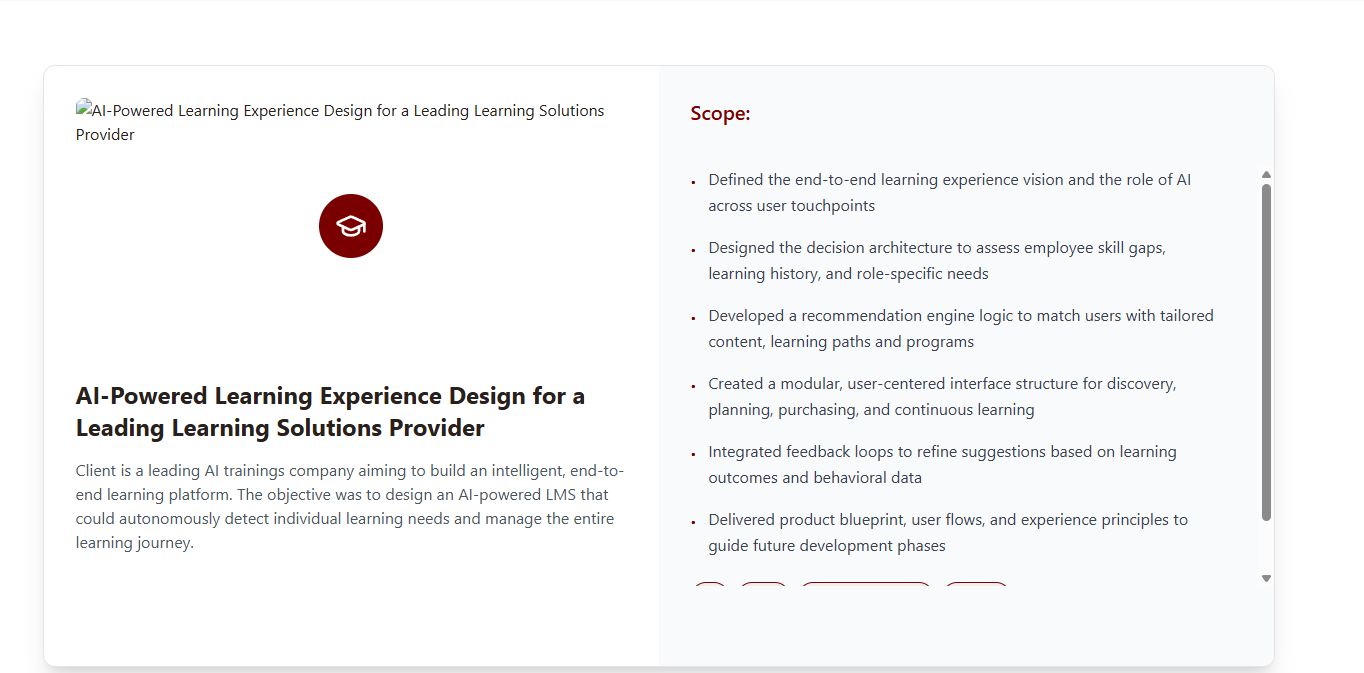 AI-Powered Learning Experience Design for a Leading Learning Solutions
Provider
AI-Powered Learning Experience Design for a
Leading Learning Solutions Provider
Client is a leading AI trainings company aiming to build an intelligent, end-to-
end learning platform. The objective was to design an AI-powered LMS that
could autonomously detect individual learning needs and manage the entire
learning journey.
Scope:
• Defined the end-to-end learning experience vision and the role of AI
across user touchpoints
• Designed the decision architecture to assess employee skill gaps,
learning history, and role-specific needs
• Developed a recommendation engine logic to match users with tailored
content, learning paths and programs
• Created a modular, user-centered interface structure for discovery,
planning, purchasing, and continuous learning
• Integrated feedback loops to refine suggestions based on learning
outcomes and behavioral data
• Delivered product blueprint, user flows, and experience principles to
guide future development phases